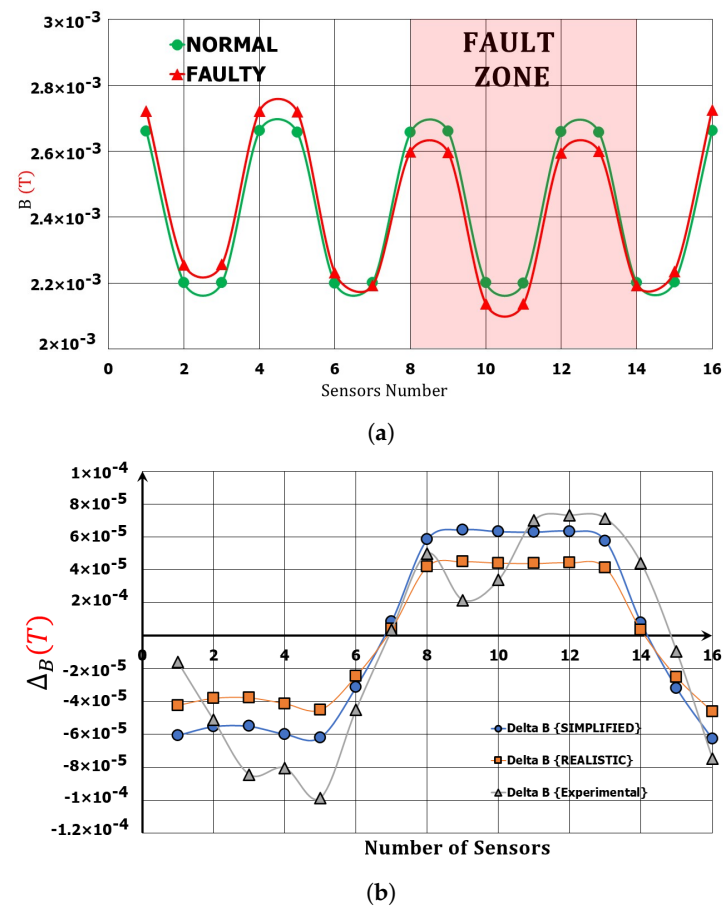 3×10-3
2.8×10-3
2.6×10-3
2.4×10-3
2.2×10-3
2×10-3
B (T)
NORMAL
FAULTY
FAULT
ZONE
0 2 4 6 8 10 12 14 16
Sensors Number
(a)
1×10-4
8×10-5
6×10-5
4×10-5
2×10-4
-2×10-5
-4×10-5
-6×10-5
-8×10-5
-1×10-4
-1.2×10-4
ΔB (T)
0 2 4 6 8 10 12 14 16
Delta B {SIMPLIFIED}
Delta B {REALISTIC}
Delta B {Experimental}
Number of Sensors
(b)